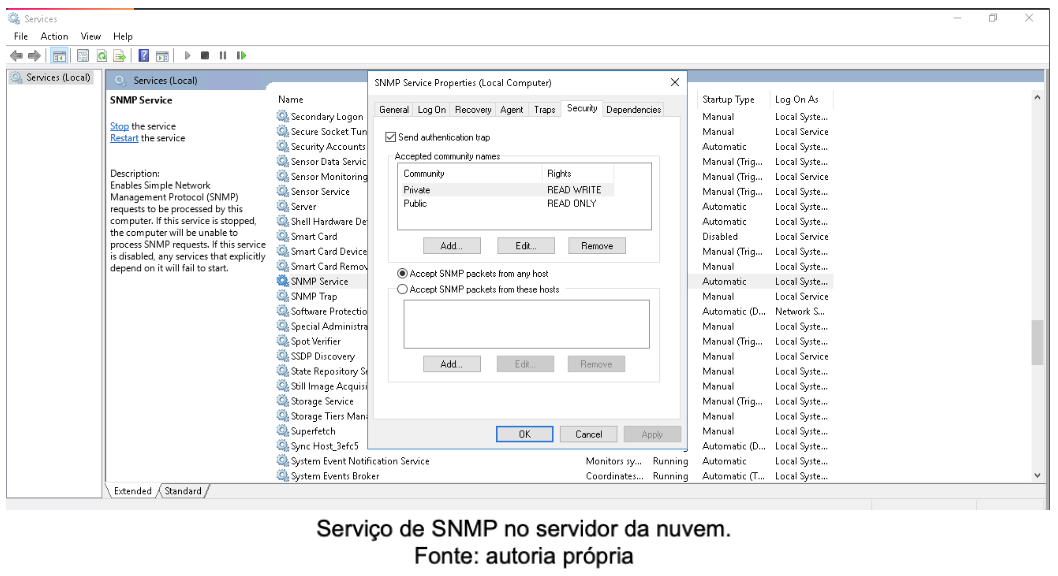 Services
File Action View Help
Services (Local)
Services (Local)
SNMP Service
Stop the service
Restart the service
Description:
Enables Simple Network
Management Protocol (SNMP)
requests to be processed by this
computer. If this service is stopped,
the computer will be unable to
process SNMP requests. If this service
is disabled, any services that explicitly
depend on it will fail to start.
Name Startup Type Log On As
Secondary Logon Manual Local Syste...
Secure Socket Tun Manual Local Service
Security Accounts Automatic Local Syste...
Sensor Data Servic Manual (Trig... Local Syste...
Sensor Monitoring Manual (Trig... Local Service
Sensor Service Manual (Trig... Local Syste...
Server Automatic Local Syste...
Shell Hardware De Automatic Local Syste...
Smart Card Disabled Local Service
Smart Card Device Manual (Trig... Local Syste...
Smart Card Remov Manual Local Syste...
SNMP Service Automatic Local Syste...
SNMP Trap Manual Local Service
Software Protectio Automatic (D... Network S...
Special Administra Manual Local Syste...
Spot Verifier Manual (Trig... Local Syste...
SSDP Discovery Manual Local Service
State Repository Se Manual Local Syste...
Still Image Acquisi Manual Local Syste...
Storage Service Manual (Trig... Local Syste...
Storage Tiers Mana Manual Local Syste...
Superfetch Manual Local Syste...
Sync Host_3efc5 Automatic (D... Local Syste...
System Event Notification Service Monitors sy... Running Automatic Local Syste...
System Events Broker Coordinates... Running Automatic (T... Local Syste...
SNMP Service Properties (Local Computer)
General Log On Recovery Agent Traps Security Dependencies
Send authentication trap
Accepted community names
Community Rights
Private READ WRITE
Public READ ONLY
Add... Edit... Remove
Accept SNMP packets from any host
Accept SNMP packets from these hosts
Add... Edit... Remove
OK Cancel Apply
Extended Standard
Serviço de SNMP no servidor da nuvem.
Fonte: autoria própria